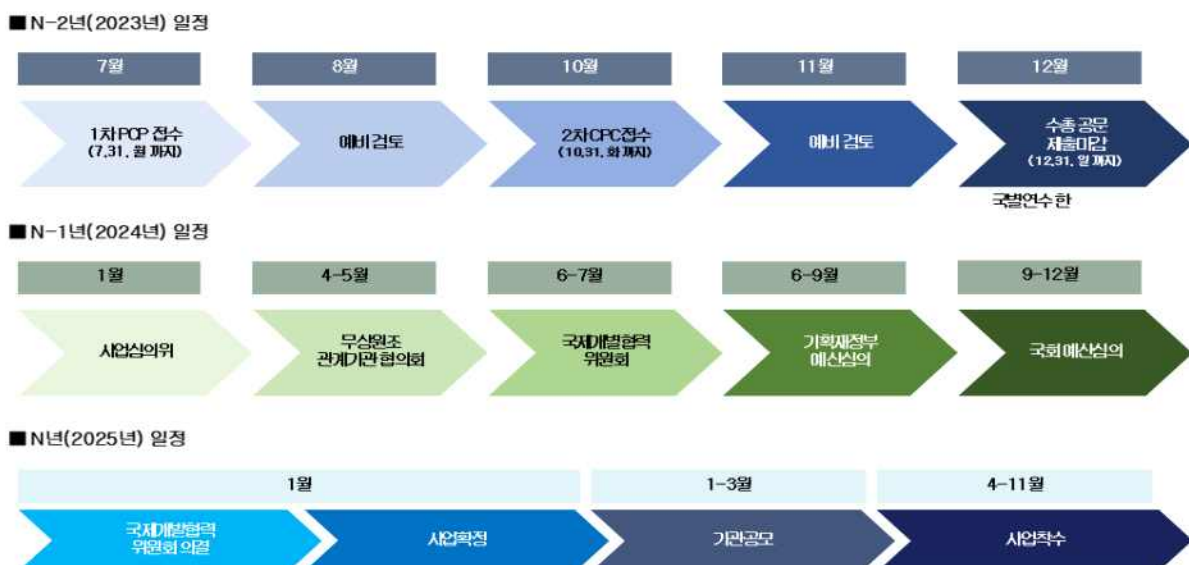 ■ N-2년(2023년) 일정
7월 8월 10월 11월 12월
1차 PCP 접수
(7.31. 월 까지)
예비 검토
2차 CPC 접수
(10.31. 화 까지)
예비 검토
수총 공문
제출마감
(12.31. 일 까지)
국별연수 한
■ N-1년(2024년) 일정
1월 4-5월 6-7월 6-9월 9-12월
사업심의위
무상원조
관계기관 협의회
국제개발협력
위원회
기획재정부
예산심의
국회 예산심의
■ N년(2025년) 일정
1월 1-3월 4-11월
국제개발협력
위원회 의결
사업확정
기관공모
사업착수